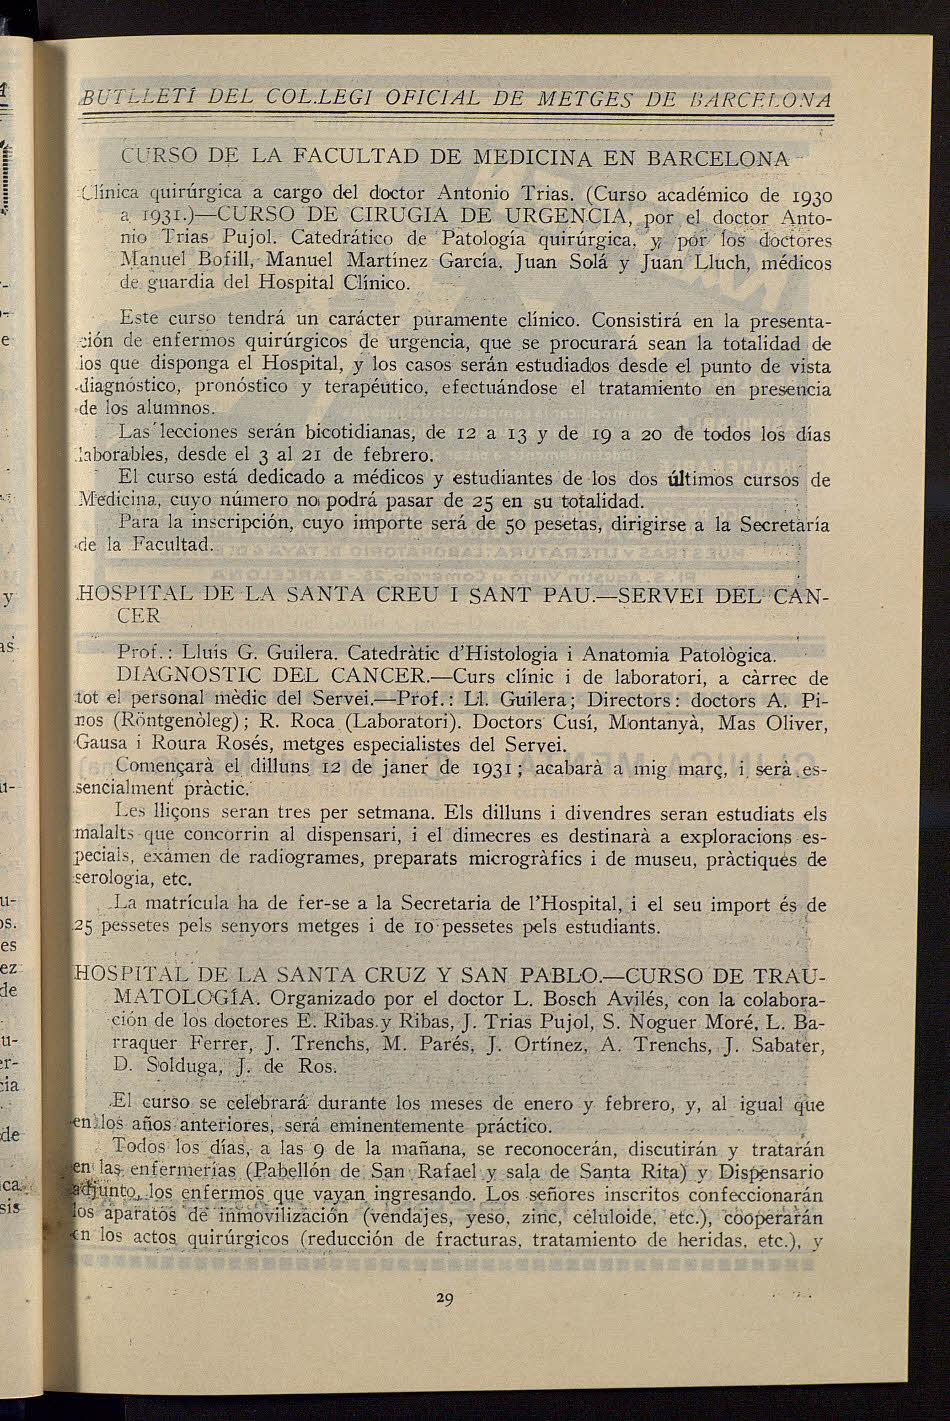 BUTLLETÍ DEL COL.LEGI OFICIAL DE METGES DE BARCELONA
CURSO DE LA FACULTAD DE MEDICINA EN BARCELONA
Clínica quirúrgica a cargo del doctor Antonio Trias. (Curso académico de 1930
a 1931.)—CURSO DE CIRUGIA DE URGENCIA, por el doctor Anto-
nio Trias Pujol. Catedrático de Patología quirúrgica, y por los doctores
Manuel Bofill, Manuel Martínez García, Juan Solá y Juan Lluch, médicos
de guardia del Hospital Clínico.
Este curso tendrá un carácter puramente clínico. Consistirá en la presenta-
ción de enfermos quirúrgicos de urgencia, que se procurará sean la totalidad de
los que disponga el Hospital, y los casos serán estudiados desde el punto de vista
diagnóstico, pronóstico y terapéutico, efectuándose el tratamiento en presencia
de los alumnos.
Las lecciones serán bicotidianas, de 12 a 13 y de 19 a 20 de todos los días
laborables, desde el 3 al 21 de febrero.
El curso está dedicado a médicos y estudiantes de los dos últimos cursos de
Medicina, cuyo número no podrá pasar de 25 en su totalidad.
Para la inscripción, cuyo importe será de 50 pesetas, dirigirse a la Secretaría
de la Facultad.
HOSPITAL DE LA SANTA CREU I SANT PAU.—SERVEI DEL CAN-
CER
Prof.: Lluis G. Guilera. Catedràtic d'Histologia i Anatomia Patològica.
DIAGNOSTIC DEL CANCER.—Curs clínic i de laboratori, a càrrec de
tot el personal mèdic del Servei.—Prof.: Ll. Guilera; Directors: doctors A. Pi-
nos (Röntgenòleg); R. Roca (Laboratori). Doctors Cusí, Montanyà, Mas Oliver,
Gausa i Roura Rosés, metges especialistes del Servei.
Començarà el dilluns 12 de janer de 1931; acabarà a mig març, i serà es-
sencialment pràctic.
Les lliçons seran tres per setmana. Els dilluns i divendres seran estudiats els
malalts que concorrin al dispensari, i el dimecres es destinarà a exploracions es-
pecials, exàmen de radiogrames, preparats microgràfics i de museu, pràctiques de
serologia, etc.
La matrícula ha de fer-se a la Secretaria de l'Hospital, i el seu import és de
25 pessetes pels senyors metges i de 10 pessetes pels estudiants.
HOSPITAL DE LA SANTA CRUZ Y SAN PABLO.—CURSO DE TRAU-
MATOLOGÍA. Organizado por el doctor L. Bosch Avilés, con la colabora-
ción de los doctores E. Ribas y Ribas, J. Trias Pujol, S. Noguer Moré, L. Ba-
rraquer Ferrer, J. Trenchs, M. Parés, J. Ortínez, A. Trenchs, J. Sabater,
D. Solduga, J. de Ros.
El curso se celebrará durante los meses de enero y febrero, y, al igual que
en los años anteriores, será eminentemente práctico.
Todos los días, a las 9 de la mañana, se reconocerán, discutirán y tratarán
en las enfermerías (Pabellón de San Rafael y sala de Santa Rita) y Dispensario
adjunto, los enfermos que vayan ingresando. Los señores inscritos confeccionarán
los aparatos de inmovilización (vendajes, yeso, zinc, celuloide, etc.), cooperarán
en los actos quirúrgicos (reducción de fracturas, tratamiento de heridas, etc.), y
29